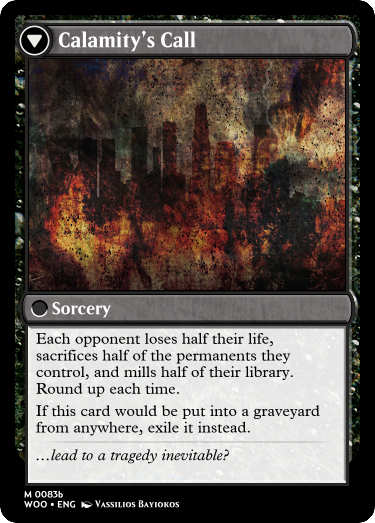 Calamity's Call
Sorcery
Each opponent loses half their life,
sacrifices half of the permanents they
control, and mills half of their library.
Round up each time.
If this card would be put into a graveyard
from anywhere, exile it instead.
…lead to a tragedy inevitable?
M 0083b
WOO • ENG Vassilios Bayiokos